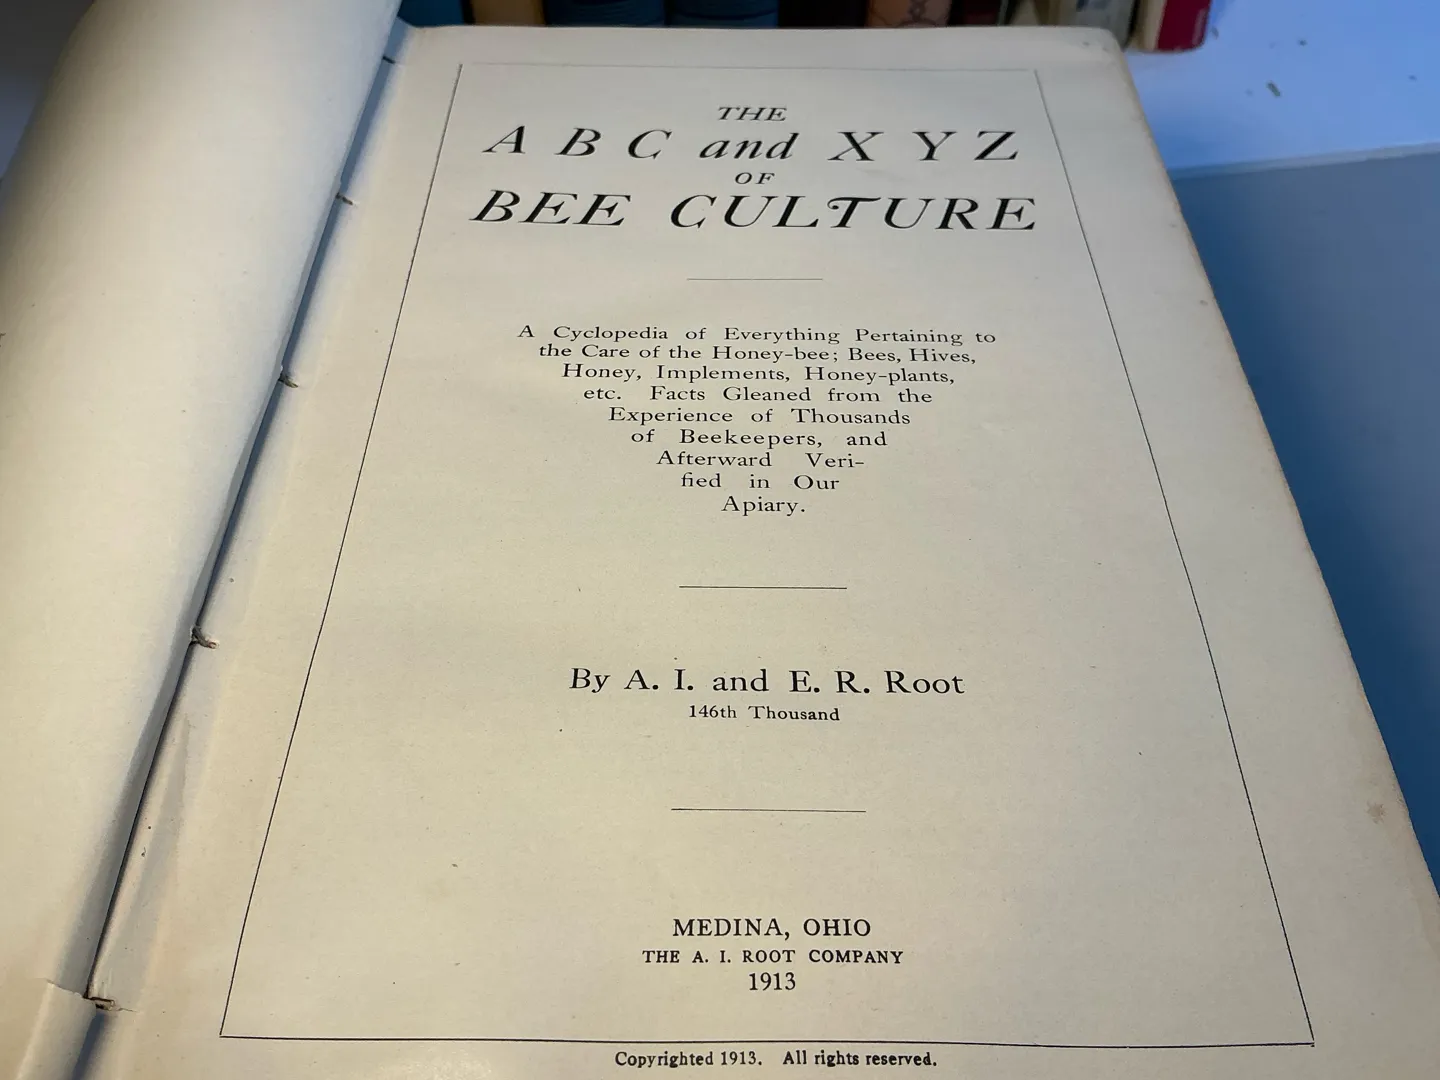 THE
A B C and X Y Z
OF
BEE CULTURE
A Cyclopedia of Everything Pertaining to
the Care of the Honey-bee; Bees, Hives,
Honey, Implements, Honey-plants,
etc. Facts Gleaned from the
Experience of Thousands
of Beekeepers, and
Afterward Veri-
fied in Our
Apiary.
By A. I. and E. R. Root
146th Thousand
MEDINA, OHIO
THE A. I. ROOT COMPANY
1913
Copyrighted 1913. All rights reserved.